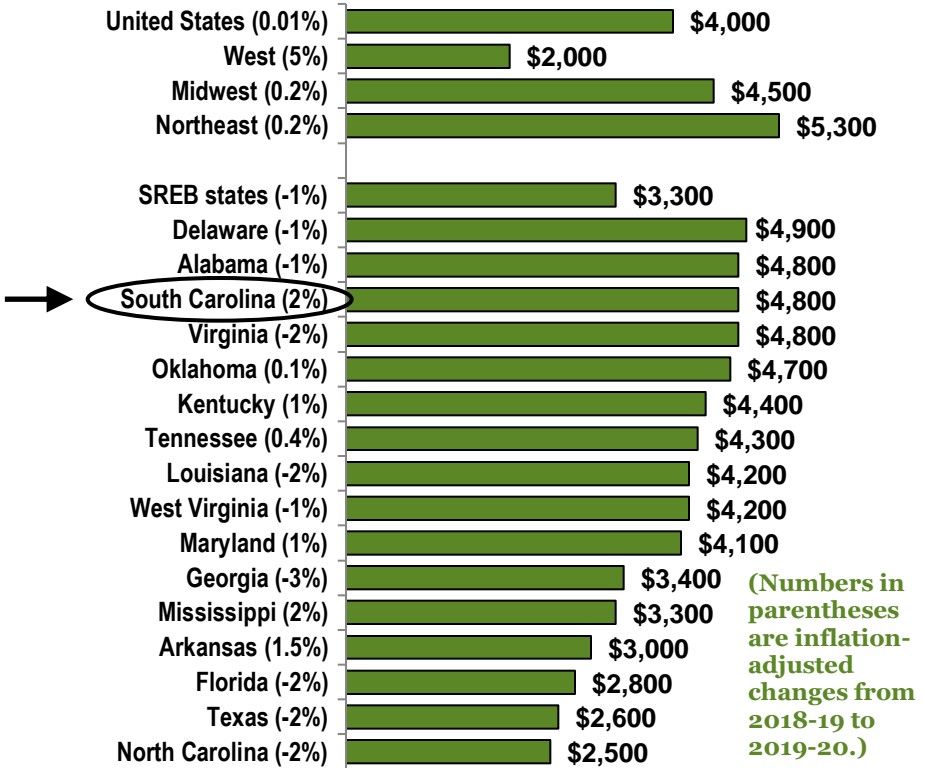 United States (0.01%) $4,000
West (5%) $2,000
Midwest (0.2%) $4,500
Northeast (0.2%) $5,300
SREB states (-1%) $3,300
Delaware (-1%) $4,900
Alabama (-1%) $4,800
South Carolina (2%) $4,800
Virginia (-2%) $4,800
Oklahoma (0.1%) $4,700
Kentucky (1%) $4,400
Tennessee (0.4%) $4,300
Louisiana (-2%) $4,200
West Virginia (-1%) $4,200
Maryland (1%) $4,100
Georgia (-3%) $3,400
Mississippi (2%) $3,300
Arkansas (1.5%) $3,000
Florida (-2%) $2,800
Texas (-2%) $2,600
North Carolina (-2%) $2,500
(Numbers in
parentheses
are inflation-
adjusted
changes from
2018-19 to
2019-20.)